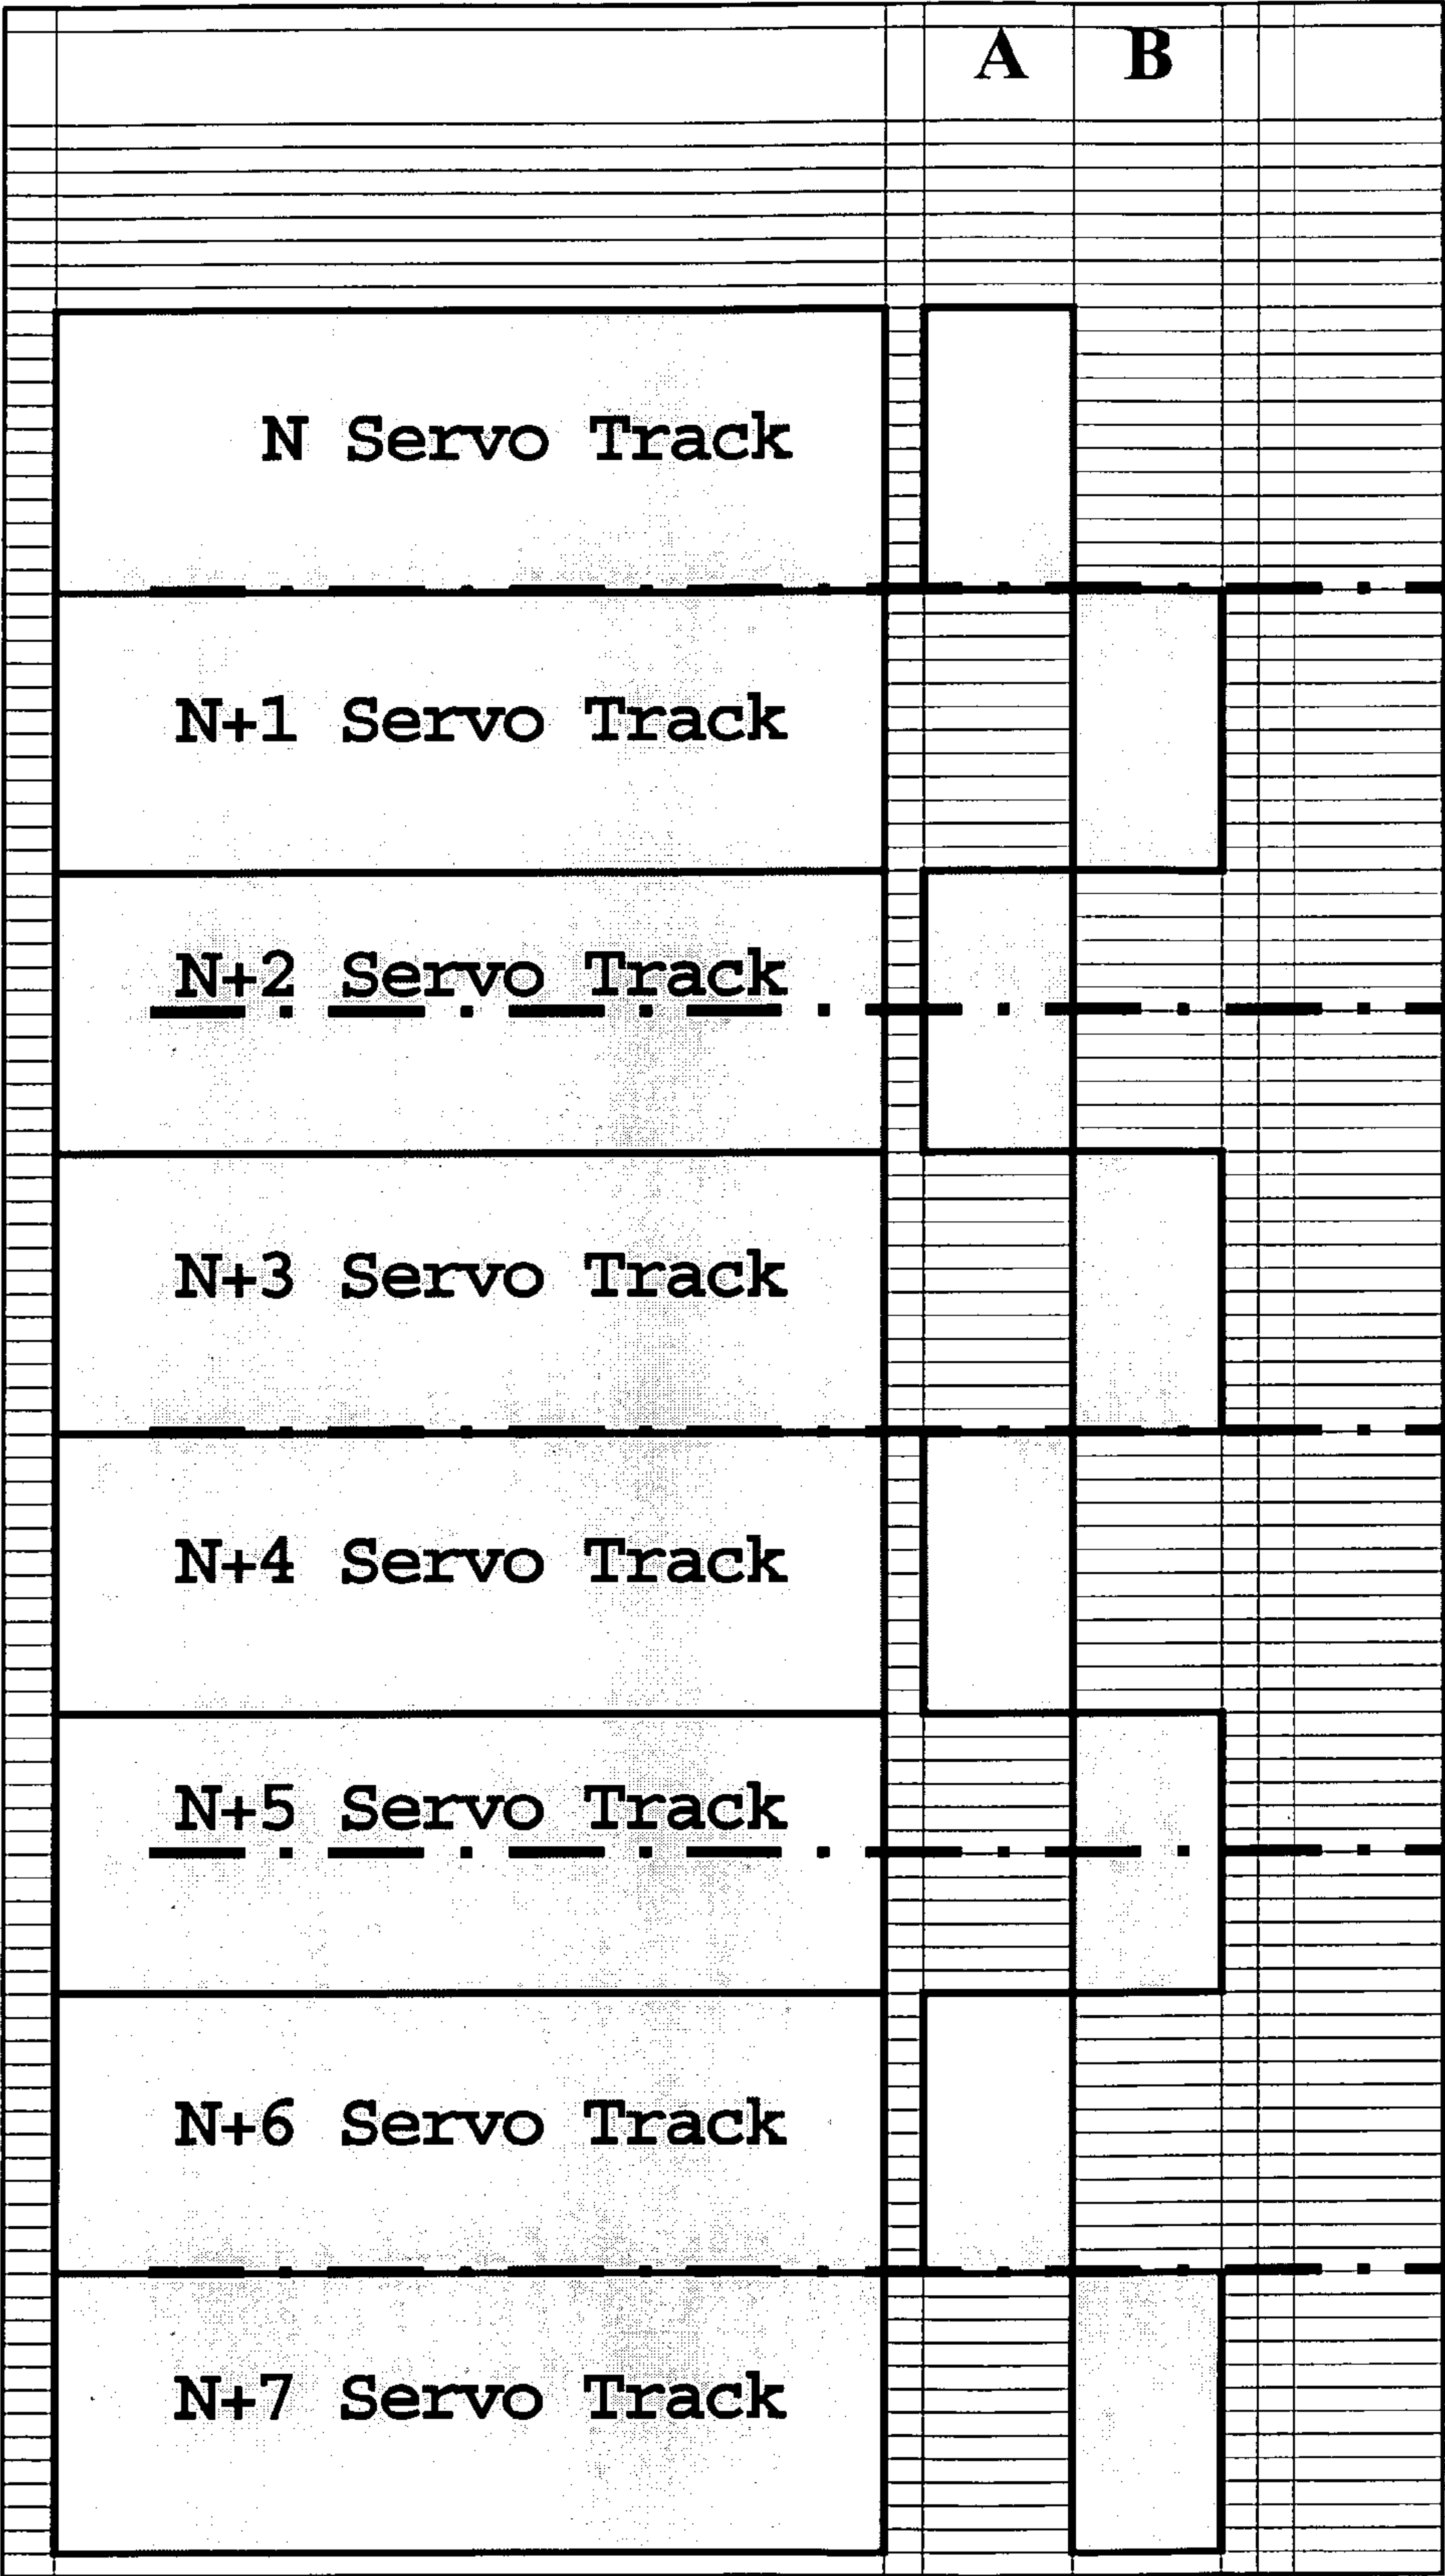 A B
N Servo Track
N+1 Servo Track
N+2 Servo Track
N+3 Servo Track
N+4 Servo Track
N+5 Servo Track
N+6 Servo Track
N+7 Servo Track